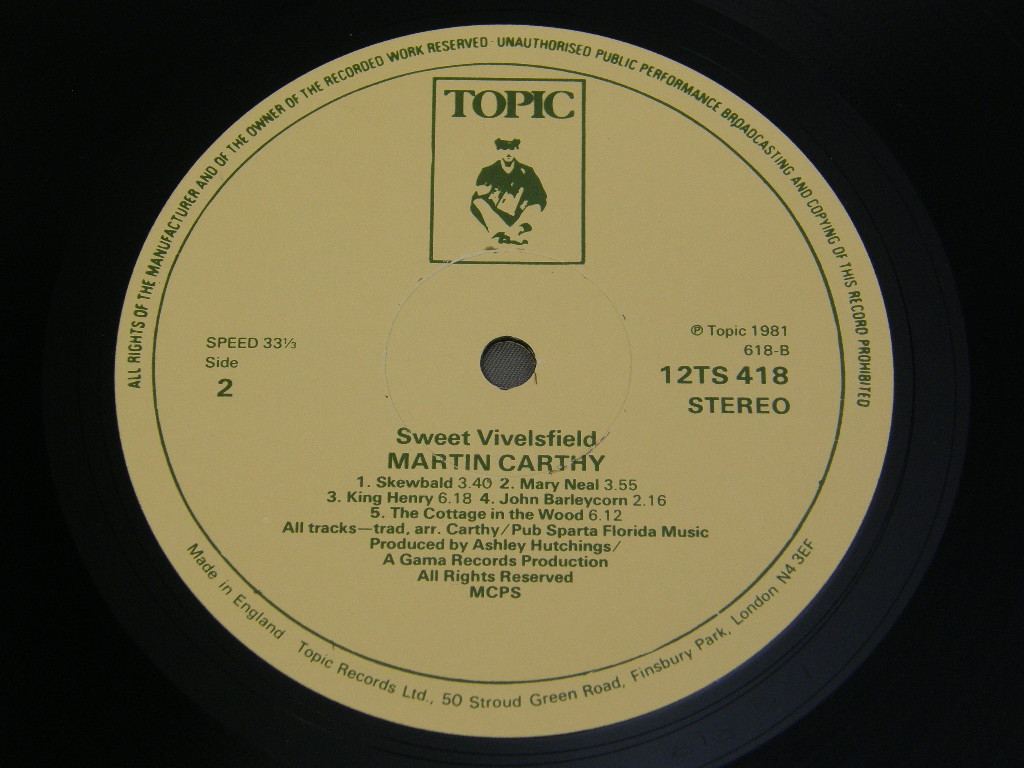 ALL RIGHTS OF THE MANUFACTURER AND OF THE OWNER OF THE RECORDED WORK RESERVED · UNAUTHORISED PUBLIC PERFORMANCE BROADCASTING AND COPYING OF THIS RECORD PROHIBITED
TOPIC
SPEED 33⅓
Side
2
℗ Topic 1981
618-B
12TS 418
STEREO
Sweet Vivelsfield
MARTIN CARTHY
1. Skewbald 3.40 2. Mary Neal 3.55
3. King Henry 6.18 4. John Barleycorn 2.16
5. The Cottage in the Wood 6.12
All tracks—trad, arr. Carthy/Pub Sparta Florida Music
Produced by Ashley Hutchings/
A Gama Records Production
All Rights Reserved
MCPS
Made in England Topic Records Ltd., 50 Stroud Green Road, Finsbury Park, London N4 3EF